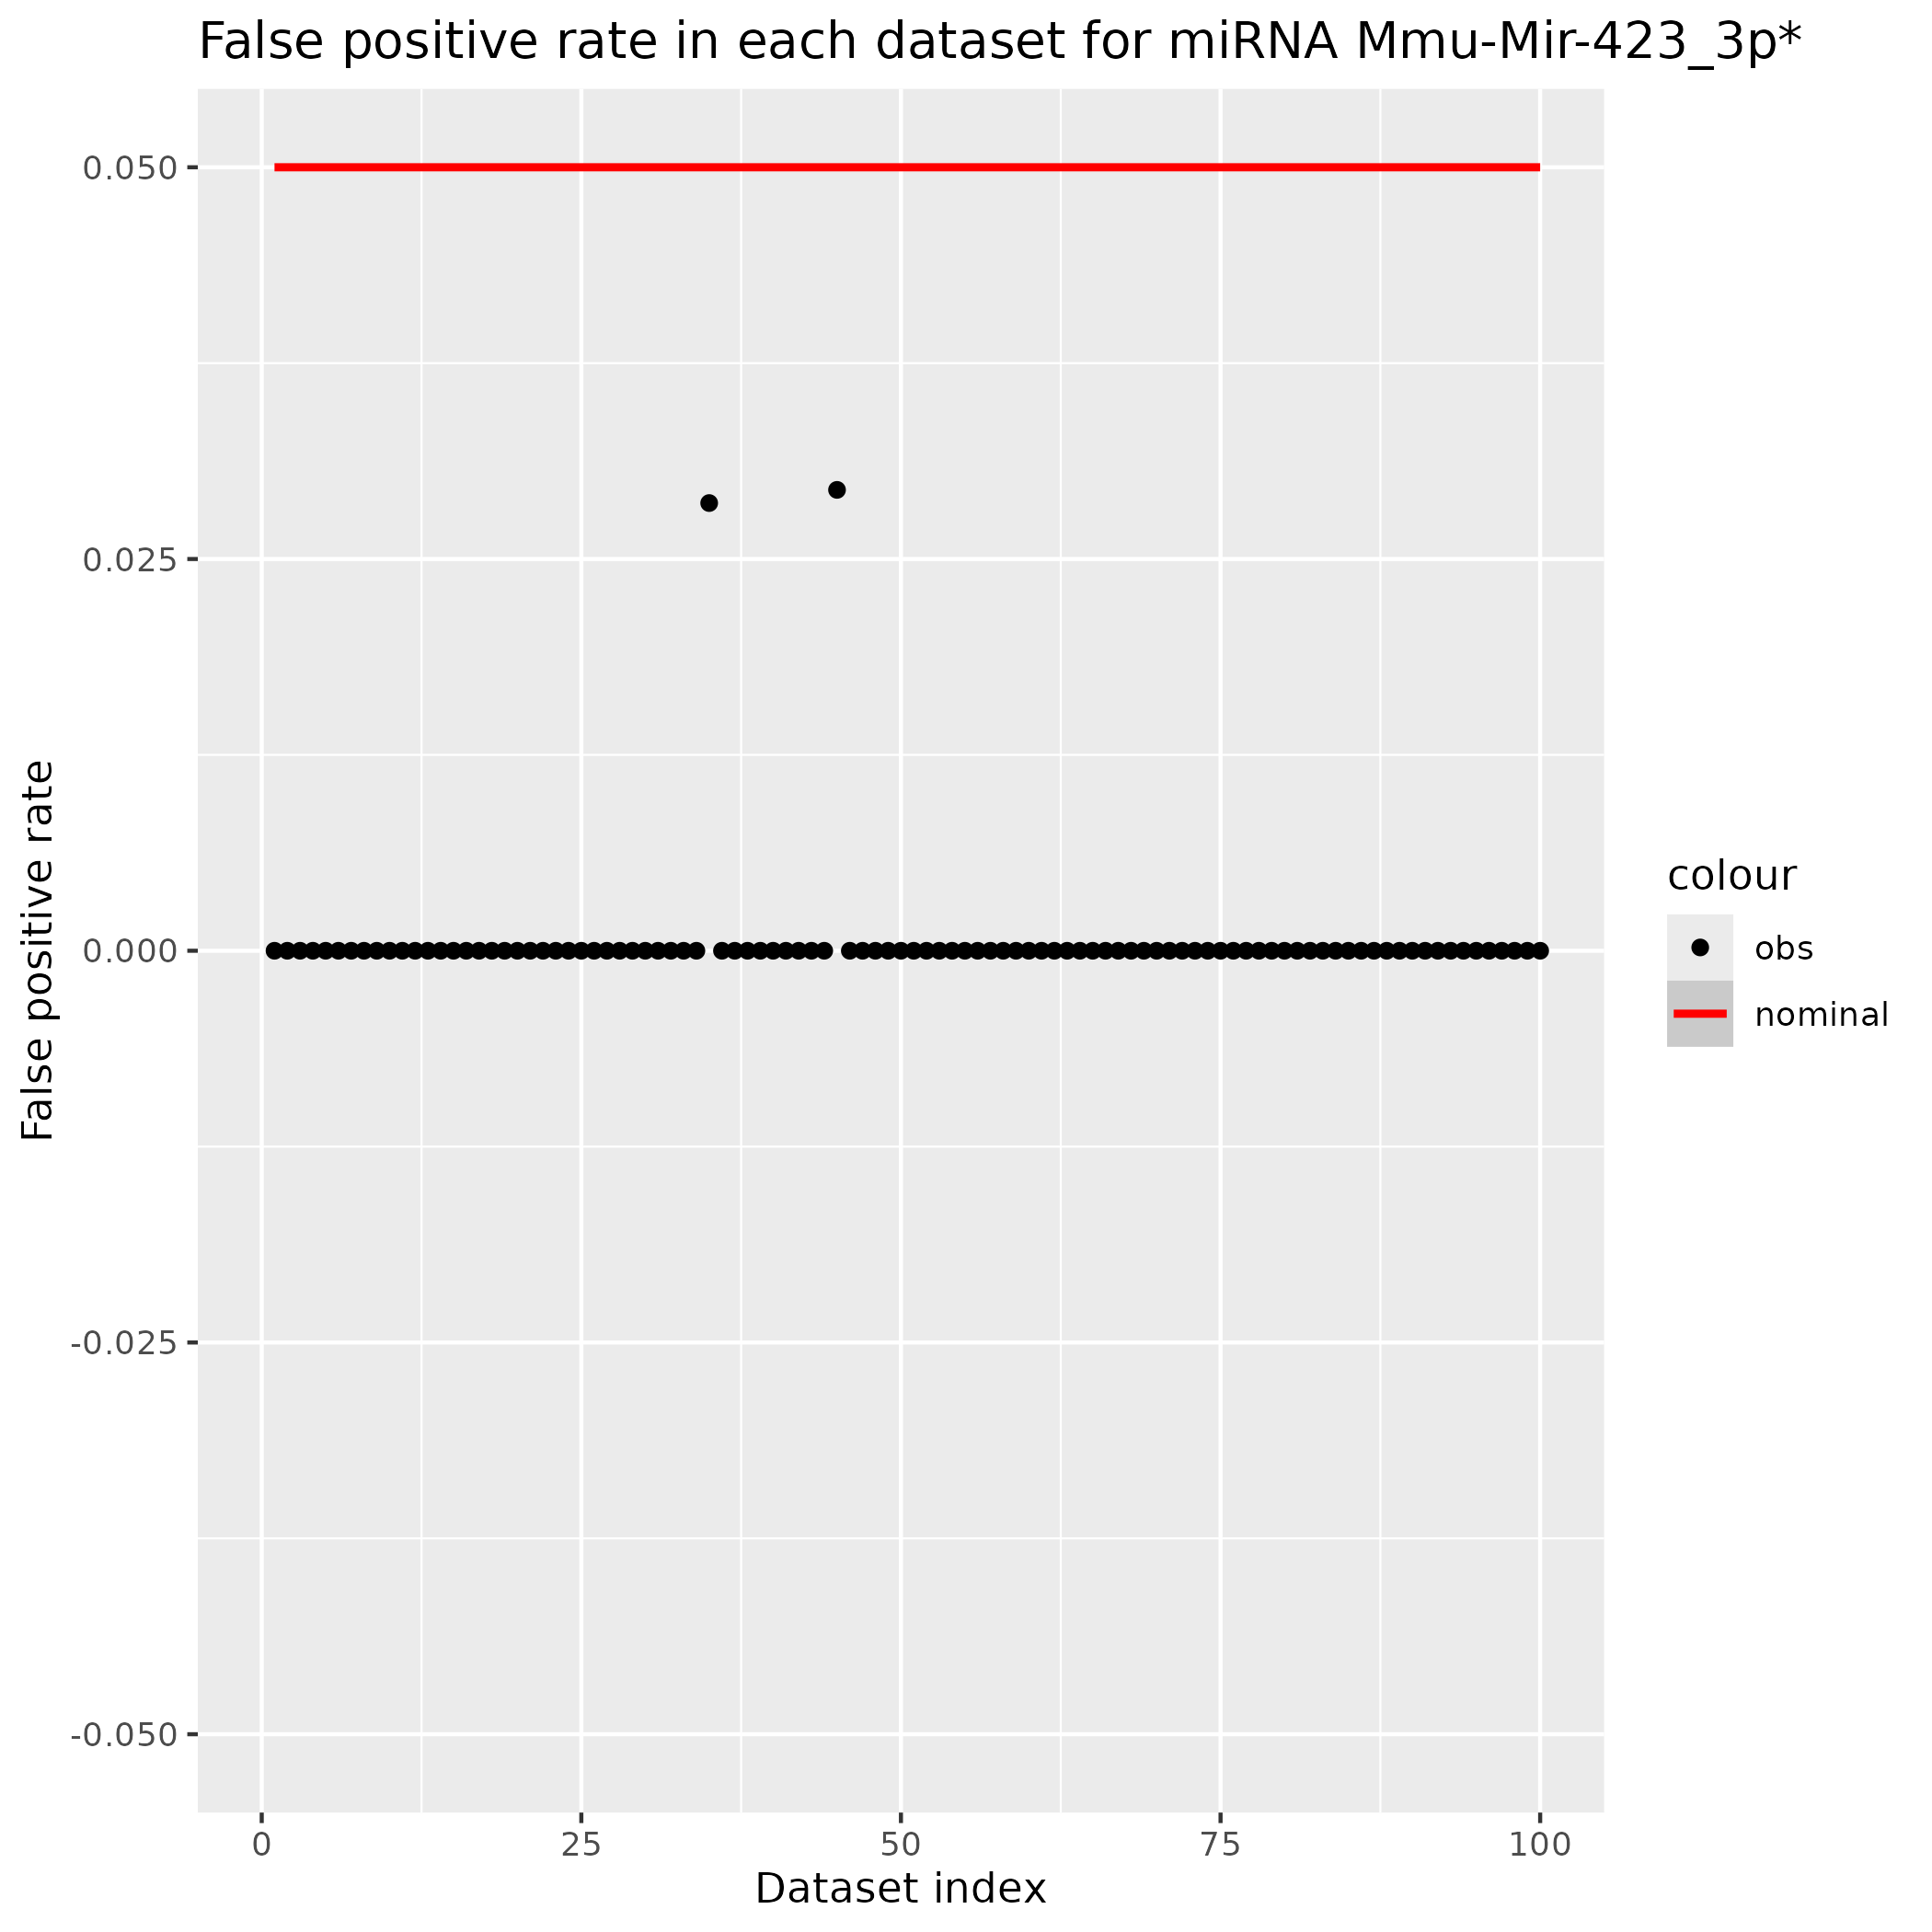 False positive rate in each dataset for miRNA Mmu-Mir-423_3p*
False positive rate
0.050
0.025
0.000
-0.025
-0.050
0
25
50
75
100
Dataset index
colour
obs
nominal